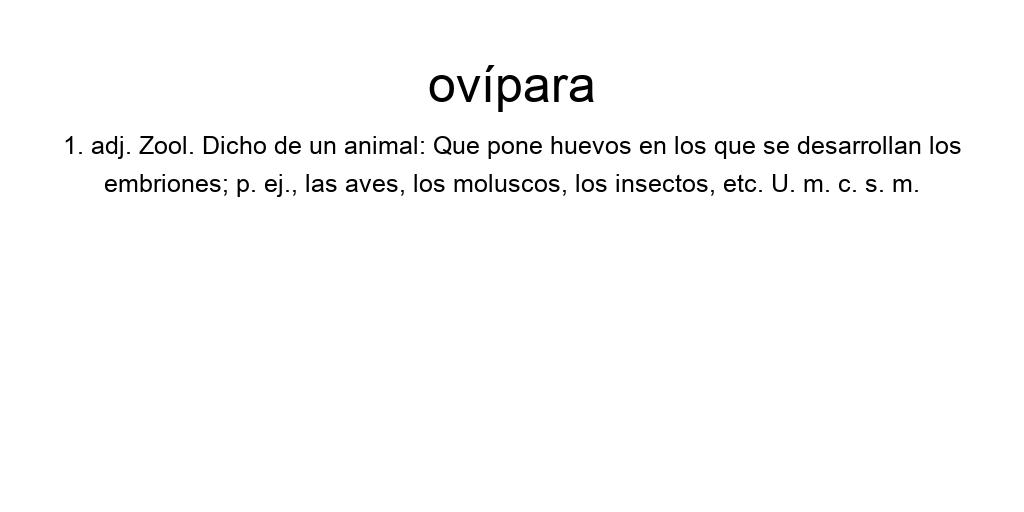 ovípara
1. adj. Zool. Dicho de un animal: Que pone huevos en los que se desarrollan los
embriones; p. ej., las aves, los moluscos, los insectos, etc. U. m. c. s. m.